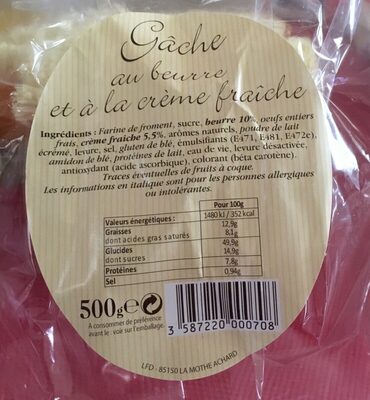 Gâche
au beurre
et à la crème fraîche
Ingrédients : Farine de froment, sucre, beurre 10%, oeufs entiers
frais, crème fraîche 5,5%, arômes naturels, poudre de lait
écrémé, levure, sel, gluten de blé, émulsifiants (E471, E481, E472e),
amidon de blé, protéines de lait, eau de vie, levure désactivée,
antioxydant (acide ascorbique), colorant (bêta carotene).
Traces éventuelles de fruits à coque.
Les informations en italique sont pour les personnes allergiques
ou intolérantes.
Pour 100g
Valeurs énergétiques : 1480 kJ / 352 kcal
Graisses 12,9g
dont acides gras saturés 8,1g
Glucides 49,9g
dont sucres 14,9g
Protéines 7,8g
Sel 0,94g
500g e
A consommer de préférence
avant le : voir sur l'emballage.
3 587220 000708
LFD - 85150 LA MOTHE ACHARD